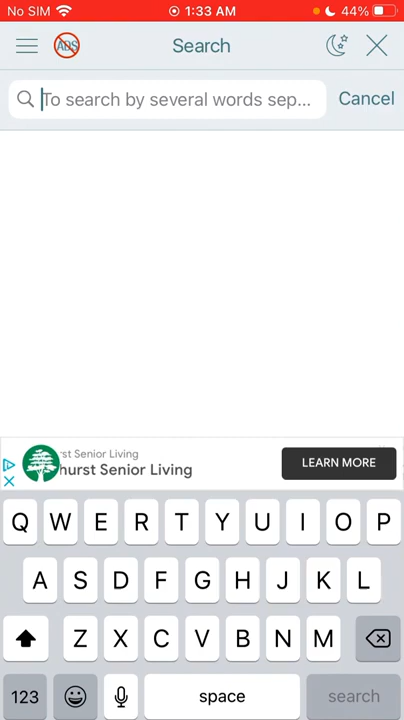 No SIM 1:33 AM 44%
ADS Search
To search by several words sep... Cancel
rst Senior Living
hurst Senior Living
LEARN MORE
Q W E R T Y U I O P
A S D F G H J K L
Z X C V B N M
123 space search